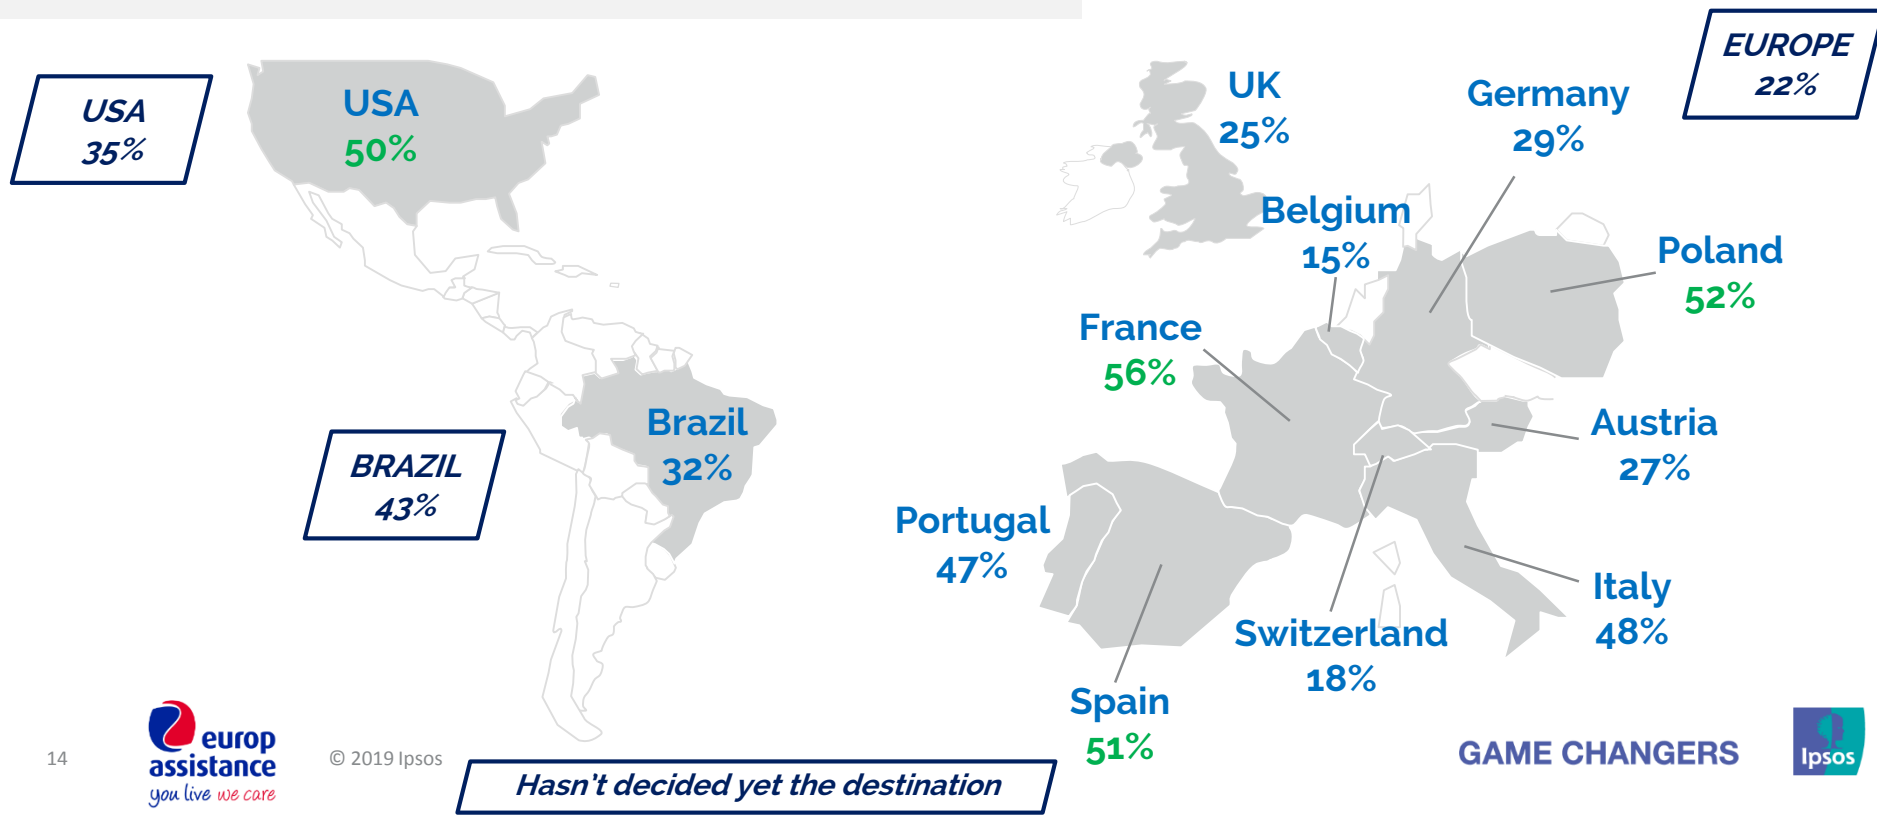 EUROPE
22%
USA
35%
USA
50%
UK
25%
Germany
29%
Belgium
15%
Poland
52%
France
56%
Brazil
32%
Austria
27%
BRAZIL
43%
Portugal
47%
Italy
48%
Switzerland
18%
Spain
51%
14
europ
assistance
you live we care
© 2019 Ipsos
Hasn't decided yet the destination
GAME CHANGERS
Ipsos